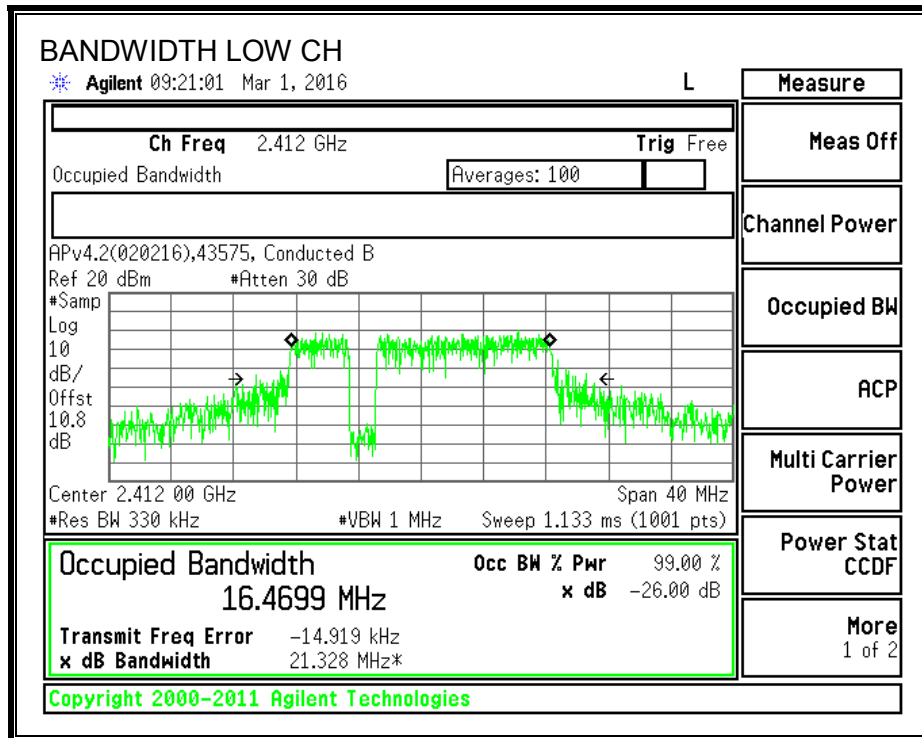 BANDWIDTH LOW CH
Agilent 09:21:01 Mar 1, 2016 L
Measure
Ch Freq 2.412 GHz Trig Free
Occupied Bandwidth Averages: 100
APv4.2(020216),43575, Conducted B
Ref 20 dBm #Atten 30 dB
#Samp
Log
10
dB/
Offst
10.8
dB
Center 2.412 00 GHz Span 40 MHz
#Res BW 330 kHz #VBW 1 MHz Sweep 1.133 ms (1001 pts)
Occupied Bandwidth Occ BW % Pwr 99.00 %
16.4699 MHz x dB -26.00 dB
Transmit Freq Error -14.919 kHz
x dB Bandwidth 21.328 MHz*
Meas Off
Channel Power
Occupied BW
ACP
Multi Carrier
Power
Power Stat
CCDF
More
1 of 2
Copyright 2000-2011 Agilent Technologies